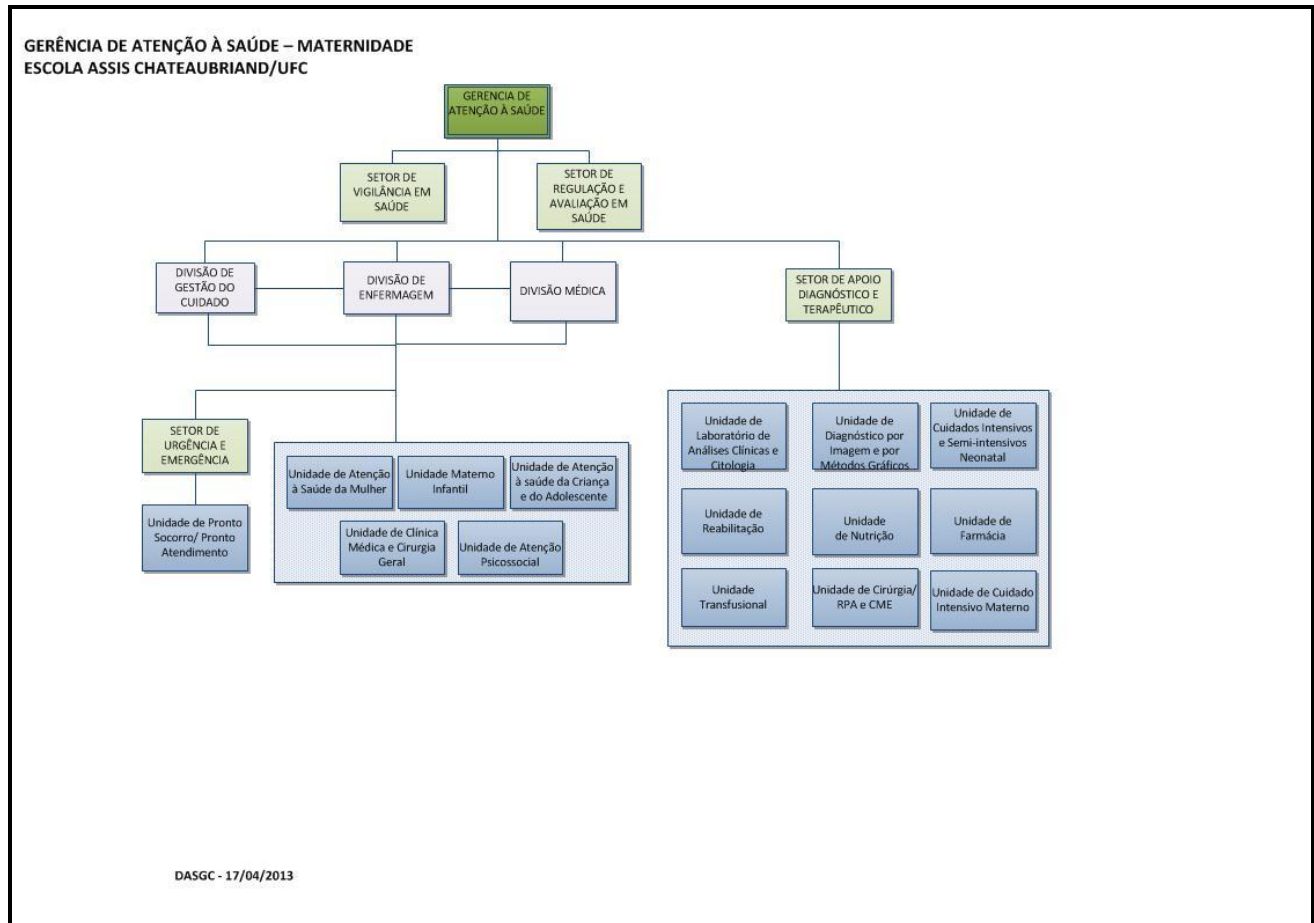 GERÊNCIA DE ATENÇÃO À SAÚDE – MATERNIDADE
ESCOLA ASSIS CHATEAUBRIAND/UFC
GERENCIA DE
ATENÇÃO À SAÚDE
SETOR DE
VIGILÂNCIA EM
SAÚDE
SETOR DE
REGULAÇÃO E
AVALIAÇÃO EM
SAÚDE
DIVISÃO DE
GESTÃO DO
CUIDADO
DIVISÃO DE
ENFERMAGEM
DIVISÃO MÉDICA
SETOR DE APOIO
DIAGNÓSTICO E
TERAPÊUTICO
SETOR DE
URGÊNCIA E
EMERGÊNCIA
Unidade de Pronto
Socorro/ Pronto
Atendimento
Unidade de Atenção
à Saúde da Mulher
Unidade Materno
Infantil
Unidade de Atenção
à saúde da Criança
e do Adolescente
Unidade de Clínica
Médica e Cirurgia
Geral
Unidade de Atenção
Psicossocial
Unidade de
Laboratório de
Análises Clínicas e
Citologia
Unidade de
Diagnóstico por
Imagem e por
Métodos Gráficos
Unidade de
Cuidados Intensivos
e Semi-intensivos
Neonatal
Unidade de
Reabilitação
Unidade
de Nutrição
Unidade de
Farmácia
Unidade
Transfusional
Unidade de Cirúrgia/
RPA e CME
Unidade de Cuidado
Intensivo Materno
DASGC - 17/04/2013